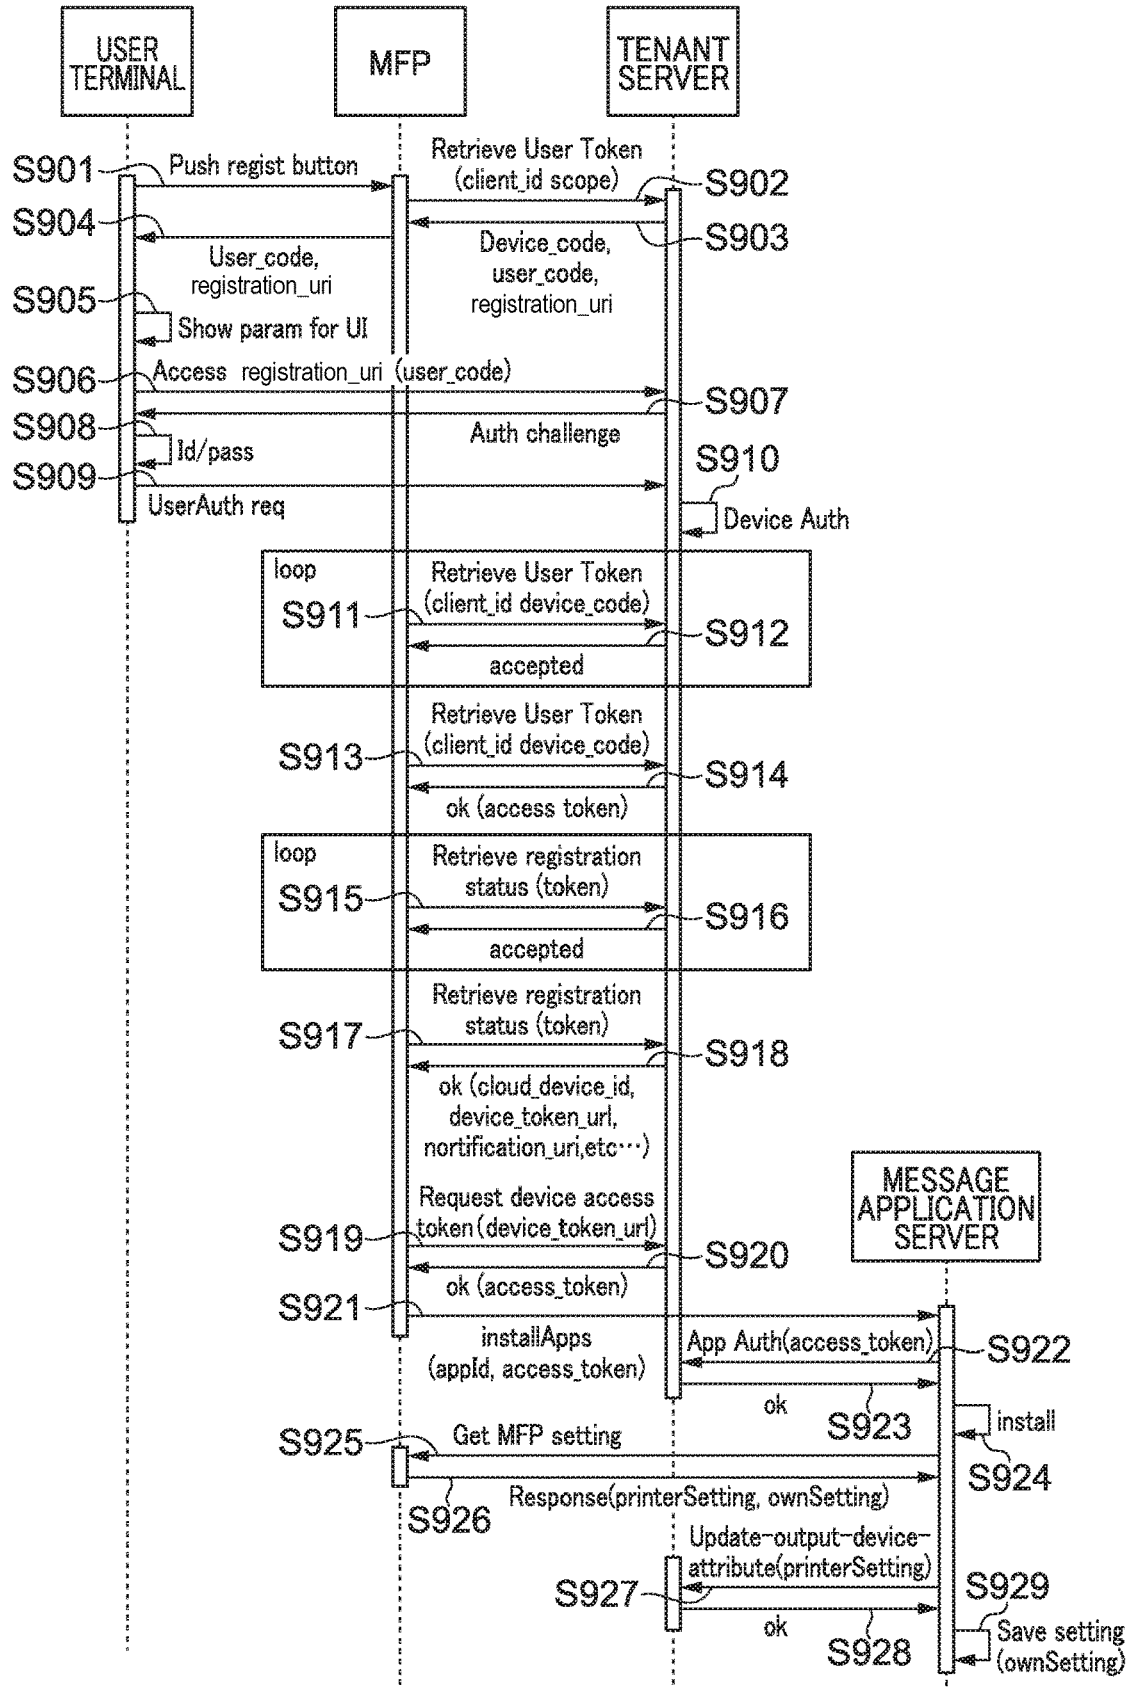 USER
TERMINAL
MFP
TENANT
SERVER
S901
Push regist button
Retrieve User Token
(client_id scope)
S902
S904
S903
User_code,
registration_uri
Device_code,
user_code,
registration_uri
S905
Show param for UI
S906
Access registration_uri (user_code)
S907
Auth challenge
S908
Id/pass
S909
UserAuth req
S910
Device Auth
loop
Retrieve User Token
(client_id device_code)
S911
S912
accepted
Retrieve User Token
(client_id device_code)
S913
S914
ok (access token)
loop
Retrieve registration
status (token)
S915
S916
accepted
Retrieve registration
status (token)
S917
S918
ok (cloud_device_id,
device_token_url,
nortification_uri,etc…)
MESSAGE
APPLICATION
SERVER
Request device access
token (device_token_url)
S919
S920
ok (access_token)
S921
installApps
(appId, access_token)
App Auth(access_token)
S922
ok
S923
install
S924
S925
Get MFP setting
S926
Response(printerSetting, ownSetting)
Update-output-device-
attribute(printerSetting)
S927
ok
S928
S929
Save setting
(ownSetting)